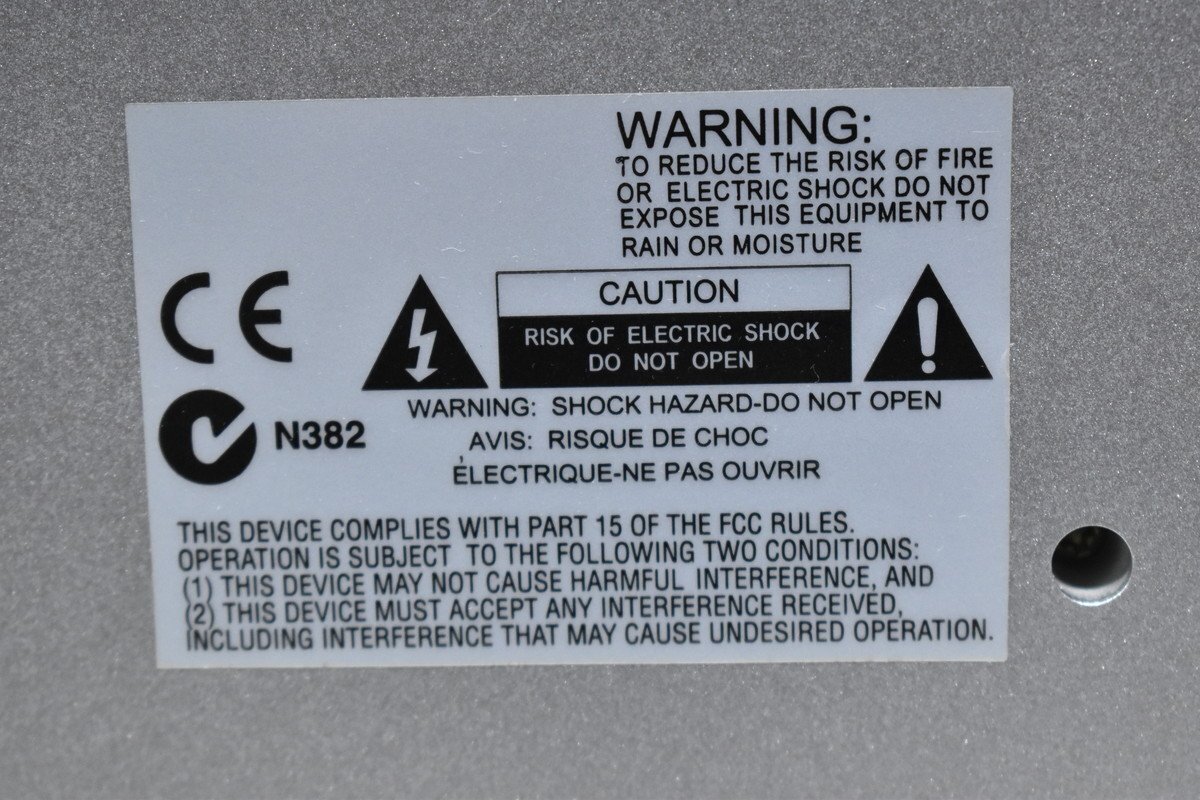 WARNING:
TO REDUCE THE RISK OF FIRE
OR ELECTRIC SHOCK DO NOT
EXPOSE THIS EQUIPMENT TO
RAIN OR MOISTURE
CE
CAUTION
RISK OF ELECTRIC SHOCK
DO NOT OPEN
WARNING: SHOCK HAZARD-DO NOT OPEN
N382
AVIS: RISQUE DE CHOC
ÉLECTRIQUE-NE PAS OUVRIR
THIS DEVICE COMPLIES WITH PART 15 OF THE FCC RULES.
OPERATION IS SUBJECT TO THE FOLLOWING TWO CONDITIONS:
(1) THIS DEVICE MAY NOT CAUSE HARMFUL INTERFERENCE, AND
(2) THIS DEVICE MUST ACCEPT ANY INTERFERENCE RECEIVED,
INCLUDING INTERFERENCE THAT MAY CAUSE UNDESIRED OPERATION.